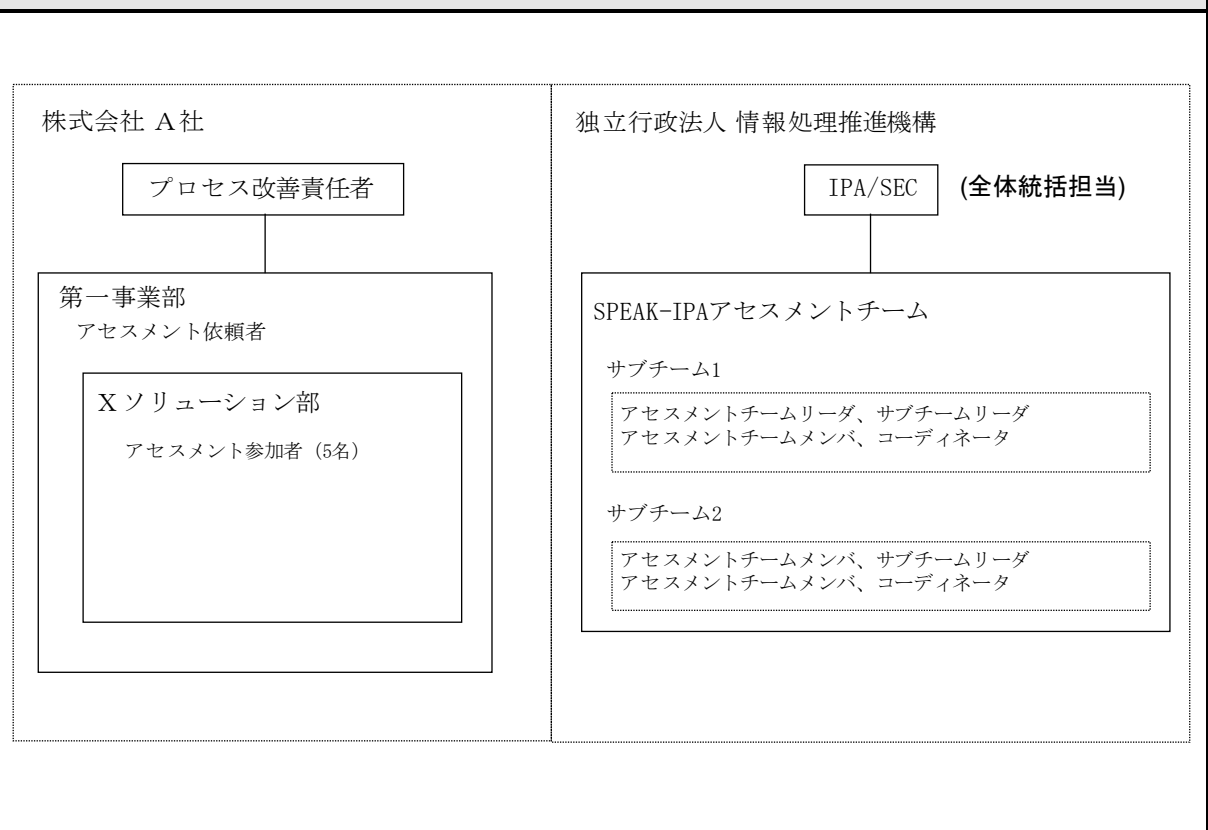 株式会社 A社
プロセス改善責任者
第一事業部
アセスメント依頼者
Xソリューション部
アセスメント参加者（5名）
独立行政法人 情報処理推進機構
IPA/SEC
(全体統括担当)
SPEAK-IPAアセスメントチーム
サブチーム1
アセスメントチームリーダ、サブチームリーダ
アセスメントチームメンバ、コーディネータ
サブチーム2
アセスメントチームメンバ、サブチームリーダ
アセスメントチームメンバ、コーディネータ